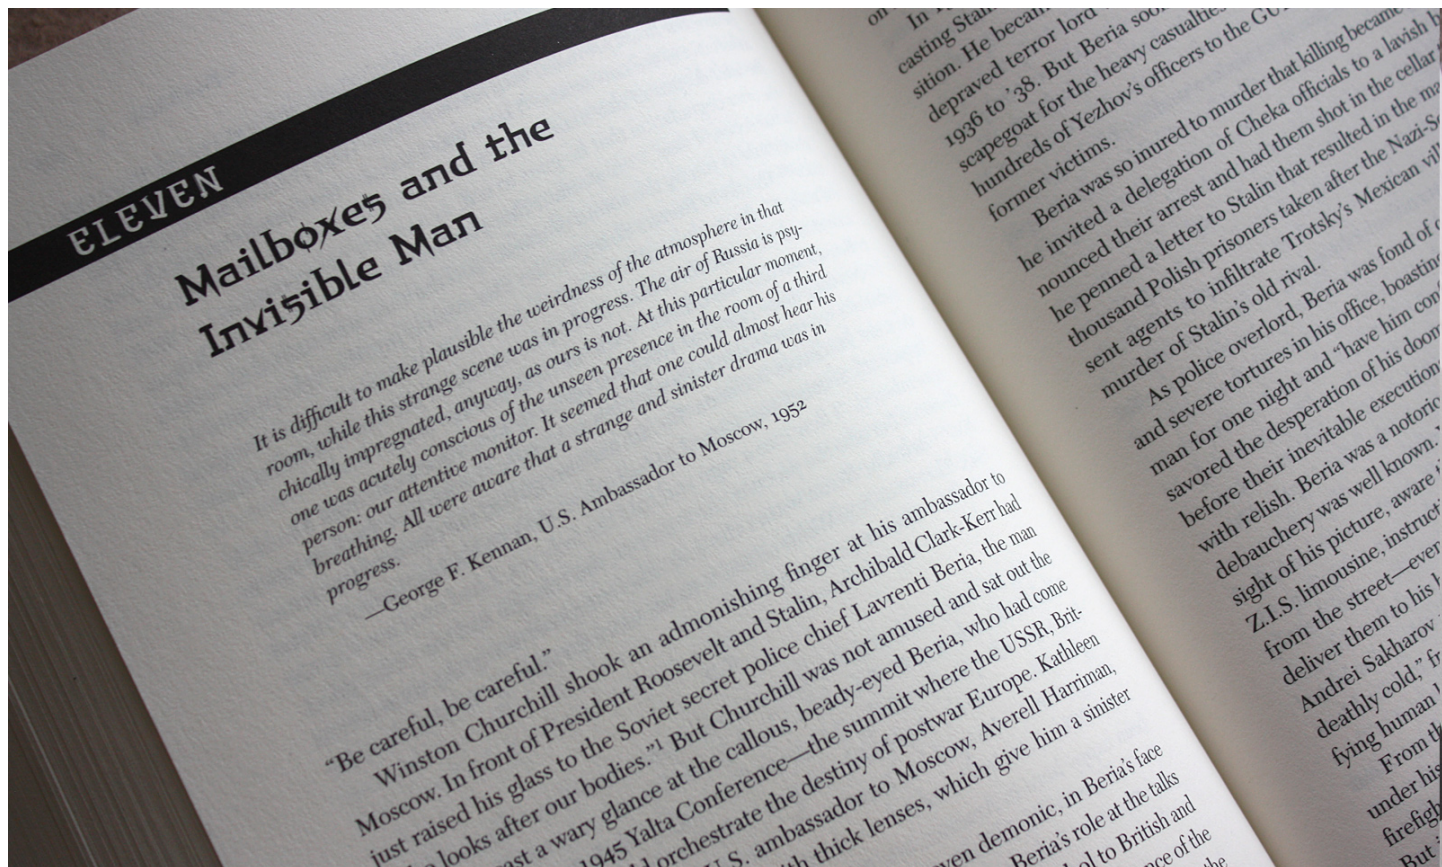 ELEVEN
Mailboxes and the
Invisible Man
It is difficult to make plausible the weirdness of the atmosphere in that
room, while this strange scene was in progress. The air of Russia is psy-
chically impregnated, anyway, as ours is not. At this particular moment,
one was acutely conscious of the unseen presence in the room of a third
person: our attentive monitor. It seemed that one could almost hear his
breathing. All were aware that a strange and sinister drama was in
progress.
—George F. Kennan, U.S. Ambassador to Moscow, 1952
“Be careful, be careful.”
Winston Churchill shook an admonishing finger at his ambassador to
Moscow. In front of President Roosevelt and Stalin, Archibald Clark-Kerr had
just raised his glass to the Soviet secret police chief Lavrenti Beria, the man
looks after our bodies.”1 But Churchill was not amused and sat out the
a wary glance at the callous, beady-eyed Beria, who had come
1945 Yalta Conference—the summit where the USSR, Brit-
orchestrate the destiny of postwar Europe. Kathleen
U.S. ambassador to Moscow, Averell Harriman,
thick lenses, which give him a sinister
demonic, in Beria’s face
Beria’s role at the talks
to British and
of the
the
on
In
casting Stalin
sition. He became
depraved terror lord
1936 to ’38. But Beria soon
scapegoat for the heavy casualties
hundreds of Yezhov’s officers to the
former victims.
Beria was so inured to murder that killing became
he invited a delegation of Cheka officials to a lavish
nounced their arrest and had them shot in the cellar
he penned a letter to Stalin that resulted in the
thousand Polish prisoners taken after the Nazi-
sent agents to infiltrate Trotsky’s Mexican
murder of Stalin’s old rival.
As police overlord, Beria was fond of
and severe tortures in his office, boasting
man for one night and “have him
savored the desperation of his
before their inevitable execution
with relish. Beria was a
debauchery was well known,
sight of his picture, aware
Z.I.S. limousine,
from the street—
deliver them to his
Andrei Sakharov
deathly cold,”
fying human
From
under his